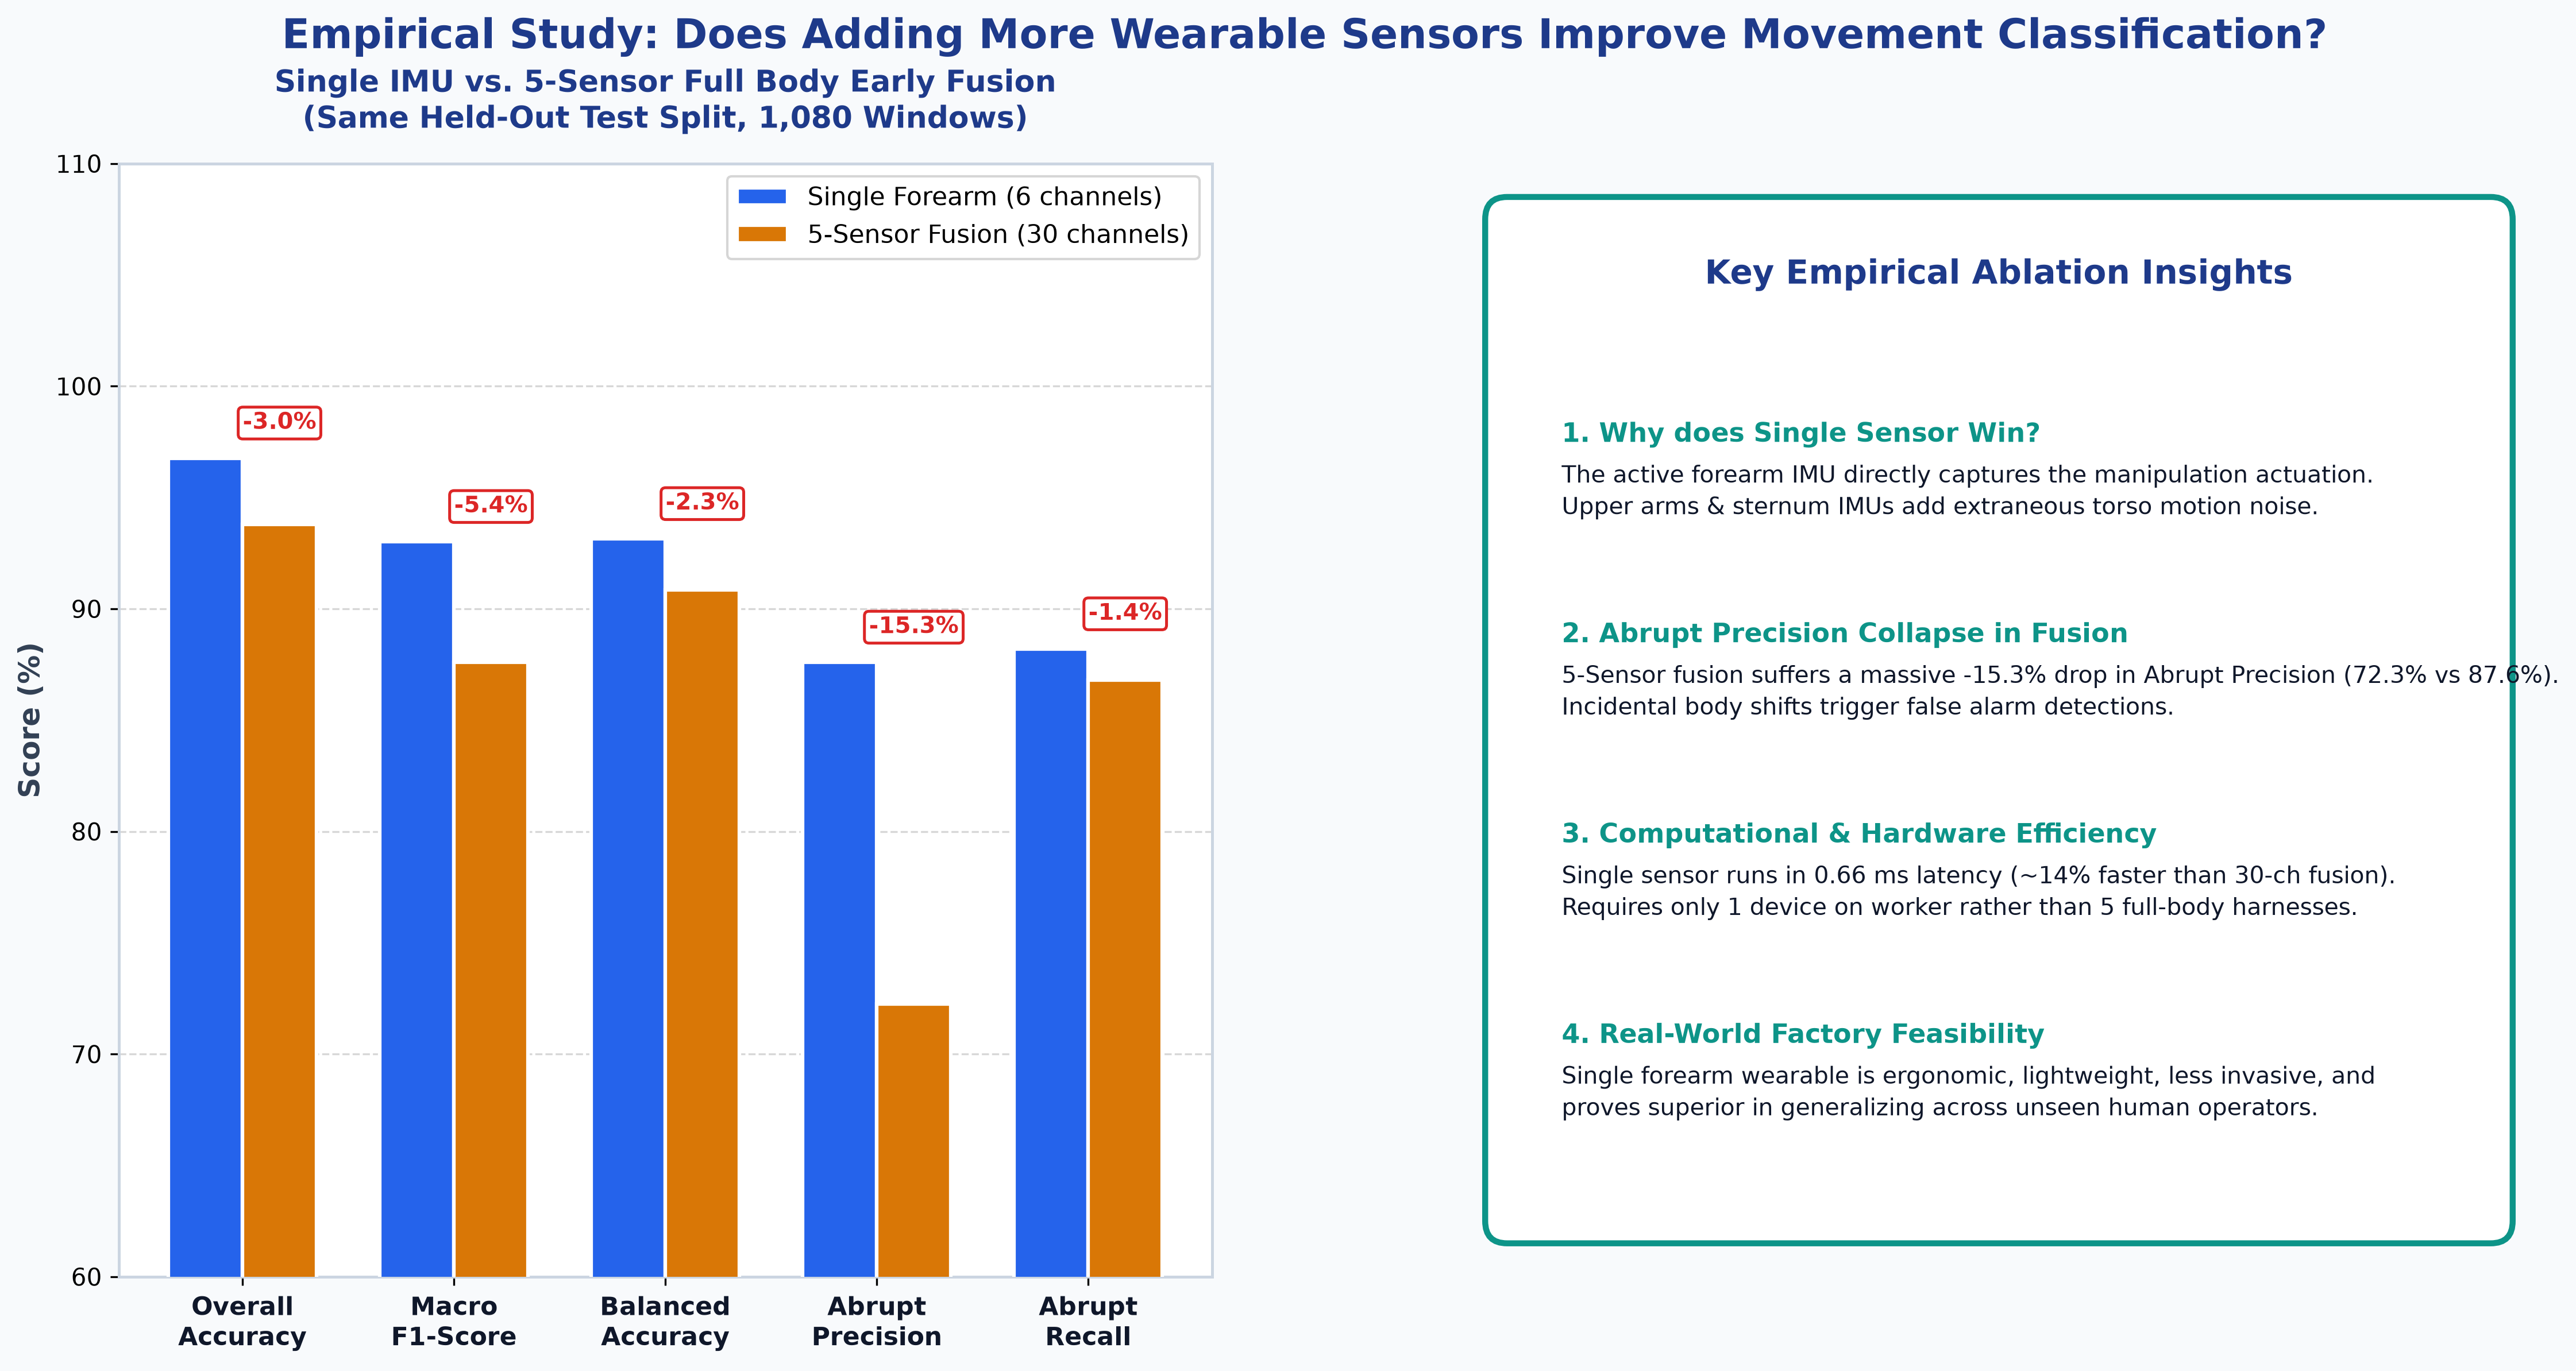 Empirical Study: Does Adding More Wearable Sensors Improve Movement Classification?
Single IMU vs. 5-Sensor Full Body Early Fusion
(Same Held-Out Test Split, 1,080 Windows)
Score (%)
110
100
90
80
70
60
Single Forearm (6 channels)
5-Sensor Fusion (30 channels)
-3.0%
-5.4%
-2.3%
-15.3%
-1.4%
Overall
Accuracy
Macro
F1-Score
Balanced
Accuracy
Abrupt
Precision
Abrupt
Recall
Key Empirical Ablation Insights
1. Why does Single Sensor Win?
The active forearm IMU directly captures the manipulation actuation.
Upper arms & sternum IMUs add extraneous torso motion noise.
2. Abrupt Precision Collapse in Fusion
5-Sensor fusion suffers a massive -15.3% drop in Abrupt Precision (72.3% vs 87.6%).
Incidental body shifts trigger false alarm detections.
3. Computational & Hardware Efficiency
Single sensor runs in 0.66 ms latency (~14% faster than 30-ch fusion).
Requires only 1 device on worker rather than 5 full-body harnesses.
4. Real-World Factory Feasibility
Single forearm wearable is ergonomic, lightweight, less invasive, and
proves superior in generalizing across unseen human operators.